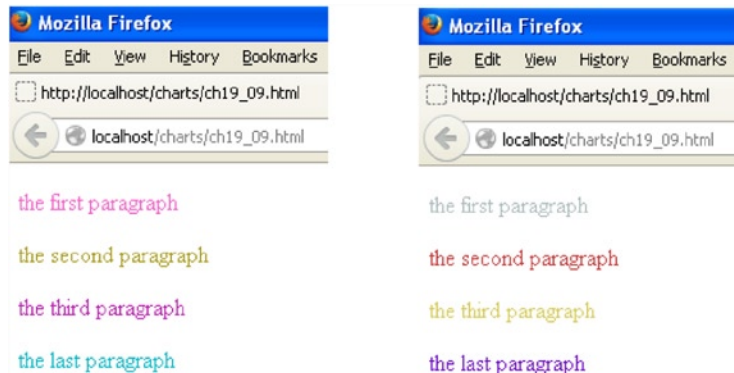 Mozilla Firefox
File Edit View History Bookmarks
http://localhost/charts/ch19_09.html
localhost/charts/ch19_09.html
the first paragraph
the second paragraph
the third paragraph
the last paragraph
Mozilla Firefox
File Edit View History Bookmarks
http://localhost/charts/ch19_09.html
localhost/charts/ch19_09.html
the first paragraph
the second paragraph
the third paragraph
the last paragraph